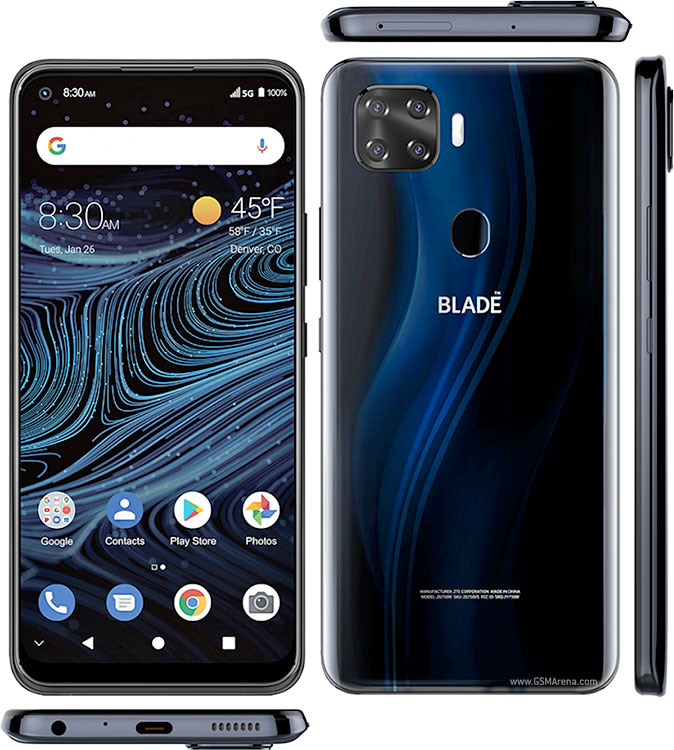 8:30AM
5G 100%
G
8:30AM
45°F
58°F / 35°F
Tues, Jan 26
Denver, CO
Google
Contacts
Play Store
Photos
BLADE™
MANUFACTURER: ZTE CORPORATION MADE IN CHINA
www.GSMArena.com